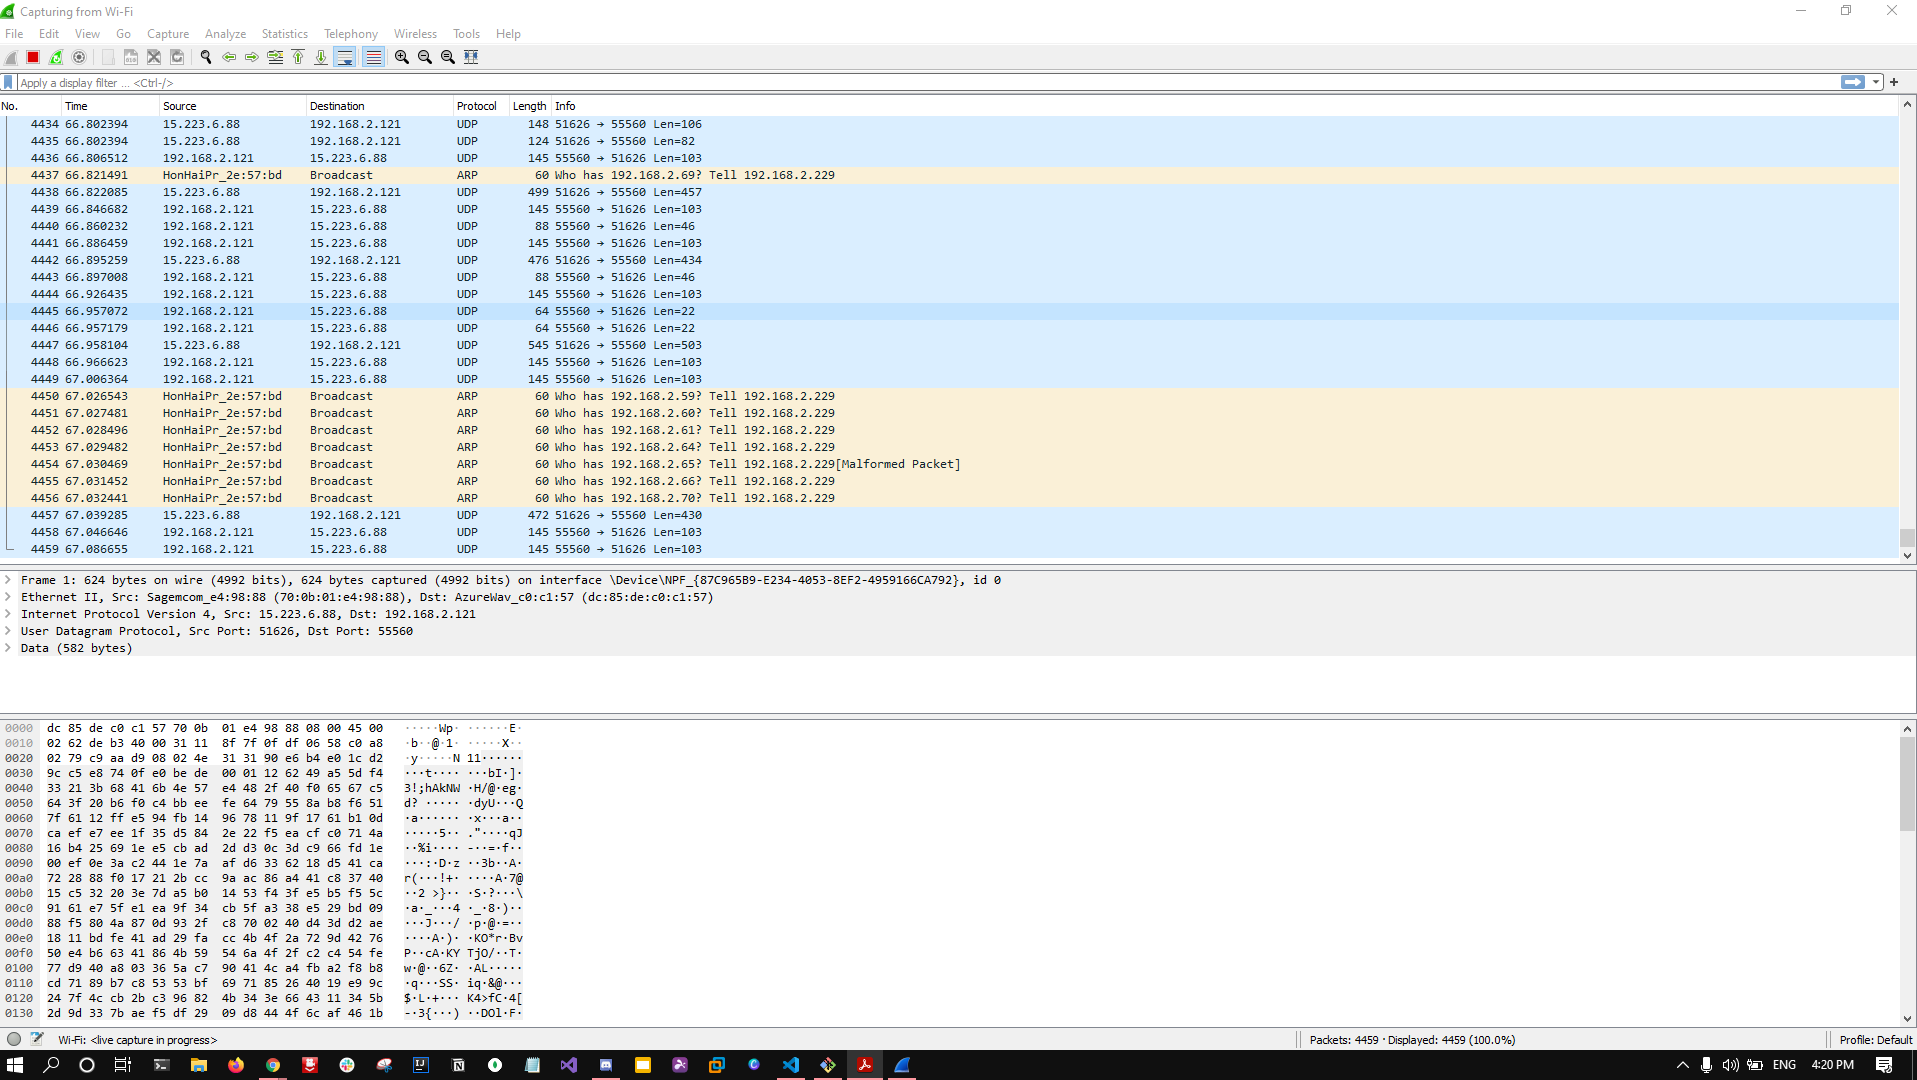 Capturing from Wi-Fi
File Edit View Go Capture Analyze Statistics Telephony Wireless Tools Help
Apply a display filter ... <Ctrl-/>
No. Time Source Destination Protocol Length Info
4434 66.802394 15.223.6.88 192.168.2.121 UDP 148 51626 → 55560 Len=106
4435 66.802394 15.223.6.88 192.168.2.121 UDP 124 51626 → 55560 Len=82
4436 66.806512 192.168.2.121 15.223.6.88 UDP 145 55560 → 51626 Len=103
4437 66.821491 HonHaiPr_2e:57:bd Broadcast ARP 60 Who has 192.168.2.69? Tell 192.168.2.229
4438 66.822085 15.223.6.88 192.168.2.121 UDP 499 51626 → 55560 Len=457
4439 66.846682 192.168.2.121 15.223.6.88 UDP 145 55560 → 51626 Len=103
4440 66.860232 192.168.2.121 15.223.6.88 UDP 88 55560 → 51626 Len=46
4441 66.886459 192.168.2.121 15.223.6.88 UDP 145 55560 → 51626 Len=103
4442 66.895259 15.223.6.88 192.168.2.121 UDP 476 51626 → 55560 Len=434
4443 66.897008 192.168.2.121 15.223.6.88 UDP 88 55560 → 51626 Len=46
4444 66.926435 192.168.2.121 15.223.6.88 UDP 145 55560 → 51626 Len=103
4445 66.957072 192.168.2.121 15.223.6.88 UDP 64 55560 → 51626 Len=22
4446 66.957179 192.168.2.121 15.223.6.88 UDP 64 55560 → 51626 Len=22
4447 66.958104 15.223.6.88 192.168.2.121 UDP 545 51626 → 55560 Len=503
4448 66.966623 192.168.2.121 15.223.6.88 UDP 145 55560 → 51626 Len=103
4449 67.006364 192.168.2.121 15.223.6.88 UDP 145 55560 → 51626 Len=103
4450 67.026543 HonHaiPr_2e:57:bd Broadcast ARP 60 Who has 192.168.2.59? Tell 192.168.2.229
4451 67.027481 HonHaiPr_2e:57:bd Broadcast ARP 60 Who has 192.168.2.60? Tell 192.168.2.229
4452 67.028496 HonHaiPr_2e:57:bd Broadcast ARP 60 Who has 192.168.2.61? Tell 192.168.2.229
4453 67.029482 HonHaiPr_2e:57:bd Broadcast ARP 60 Who has 192.168.2.64? Tell 192.168.2.229
4454 67.030469 HonHaiPr_2e:57:bd Broadcast ARP 60 Who has 192.168.2.65? Tell 192.168.2.229[Malformed Packet]
4455 67.031452 HonHaiPr_2e:57:bd Broadcast ARP 60 Who has 192.168.2.66? Tell 192.168.2.229
4456 67.032441 HonHaiPr_2e:57:bd Broadcast ARP 60 Who has 192.168.2.70? Tell 192.168.2.229
4457 67.039285 15.223.6.88 192.168.2.121 UDP 472 51626 → 55560 Len=430
4458 67.046646 192.168.2.121 15.223.6.88 UDP 145 55560 → 51626 Len=103
4459 67.086655 192.168.2.121 15.223.6.88 UDP 145 55560 → 51626 Len=103
Frame 1: 624 bytes on wire (4992 bits), 624 bytes captured (4992 bits) on interface \Device\NPF_{87C965B9-E234-4053-8EF2-4959166CA792}, id 0
Ethernet II, Src: Sagemcom_e4:98:88 (70:0b:01:e4:98:88), Dst: AzureWav_c0:c1:57 (dc:85:de:c0:c1:57)
Internet Protocol Version 4, Src: 15.223.6.88, Dst: 192.168.2.121
User Datagram Protocol, Src Port: 51626, Dst Port: 55560
Data (582 bytes)
0000 dc 85 de c0 c1 57 70 0b 01 e4 98 88 08 00 45 00 ·····Wp· ······E·
0010 02 62 de b3 40 00 31 11 8f 7f 0f df 06 58 c0 a8 ·b··@·1· ·····X··
0020 02 79 c9 aa d9 08 02 4e 31 31 90 e6 b4 e0 1c d2 ·y·····N 11······
0030 9c c5 e8 74 0f e0 be de 00 01 12 62 49 a5 5d f4 ···t···· ···bI·]·
0040 33 21 3b 68 41 6b 4e 57 e4 48 2f 40 f0 65 67 c5 3!;hAkNW ·H/@·eg·
0050 64 3f 20 b6 f0 c4 bb ee fe 64 79 55 8a b8 f6 51 d? ····· ·dyU···Q
0060 7f 61 12 ff e5 94 fb 14 96 78 11 9f 17 61 b1 0d ·a······ ·x···a··
0070 ca ef e7 ee 1f 35 d5 84 2e 22 f5 ea cf c0 71 4a ·····5·· ."····qJ
0080 16 b4 25 69 1e e5 cb ad 2d d3 0c 3d c9 66 fd 1e ··%i···· -··=·f··
0090 00 ef 0e 3a c2 44 1e 7a af d6 33 62 18 d5 41 ca ···:·D·z ··3b··A·
00a0 72 28 88 f0 17 21 2b cc 9a ac 86 a4 41 c8 37 40 r(···!+· ····A·7@
00b0 15 c5 32 20 3e 7d a5 b0 14 53 f4 3f e5 b5 f5 5c ··2 >}·· ·S·?···\
00c0 91 61 e7 5f e1 ea 9f 34 cb 5f a3 38 e5 29 bd 09 ·a·_···4 ·_·8·)··
00d0 88 f5 80 4a 87 0d 93 2f c8 70 02 40 d4 3d d2 ae ···J···/ ·p·@·=··
00e0 18 11 bd fe 41 ad 29 fa cc 4b 4f 2a 72 9d 42 76 ····A·)· ·KO*r·Bv
00f0 50 e4 b6 63 41 86 4b 59 54 6a 4f 2f c2 c4 54 fe P··cA·KY TjO/··T·
0100 77 d9 40 a8 03 36 5a c7 90 41 4c a4 fb a2 f8 b8 w·@··6Z· ·AL·····
0110 cd 71 89 b7 c8 53 53 bf 69 71 85 26 40 19 e9 9c ·q···SS· iq·&@···
0120 24 7f 4c cb 2b c3 96 82 4b 34 3e 66 43 11 34 5b $·L·+··· K4>fC·4[
0130 2d 9d 33 7b ae f5 df 29 09 d8 44 4f 6c af 46 1b -·3{···) ··DOl·F·
Wi-Fi: <live capture in progress> Packets: 4459 · Displayed: 4459 (100.0%) Profile: Default
ENG 4:20 PM